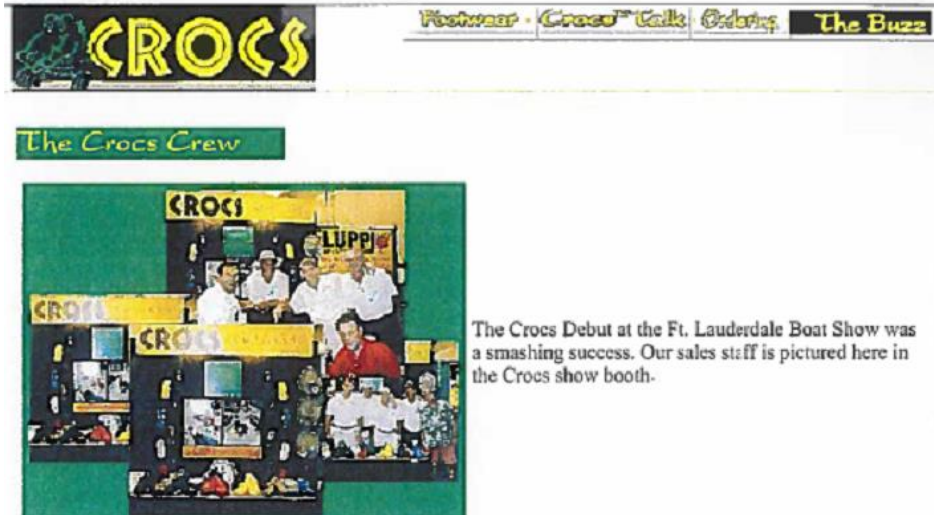 CROCS
Footwear · Crocs™ Talk · Ordering · The Buzz
The Crocs Crew
CROCS
LUPPI
CROCS
CROCS
The Crocs Debut at the Ft. Lauderdale Boat Show was
a smashing success. Our sales staff is pictured here in
the Crocs show booth.